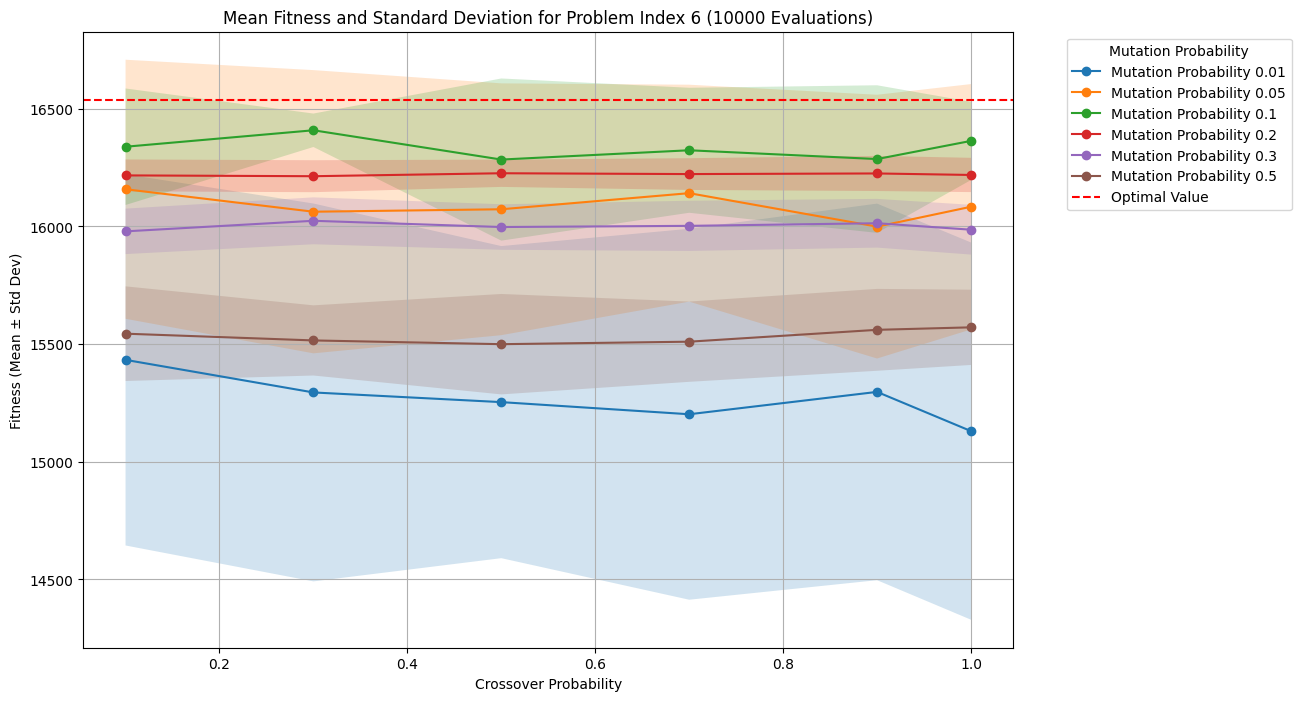 Mean Fitness and Standard Deviation for Problem Index 6 (10000 Evaluations)
Fitness (Mean ± Std Dev)
16500
16000
15500
15000
14500
0.2
0.4
0.6
0.8
1.0
Crossover Probability
Mutation Probability
Mutation Probability 0.01
Mutation Probability 0.05
Mutation Probability 0.1
Mutation Probability 0.2
Mutation Probability 0.3
Mutation Probability 0.5
Optimal Value